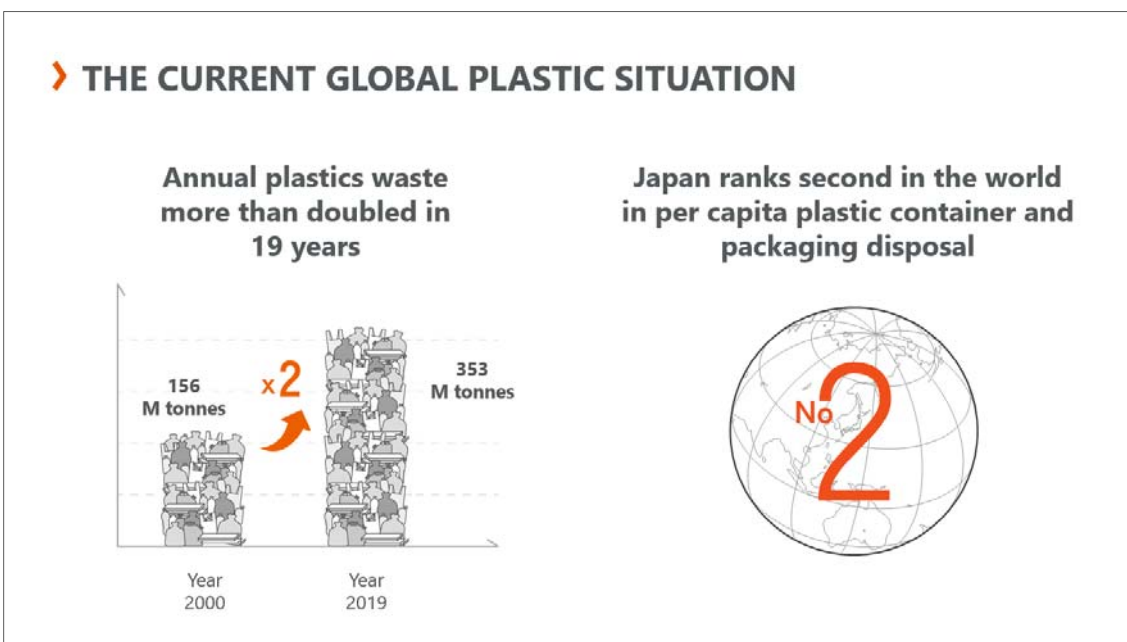 THE CURRENT GLOBAL PLASTIC SITUATION
Annual plastics waste
more than doubled in
19 years
156
M tonnes
x2
353
M tonnes
Year
2000
Year
2019
Japan ranks second in the world
in per capita plastic container and
packaging disposal
No 2